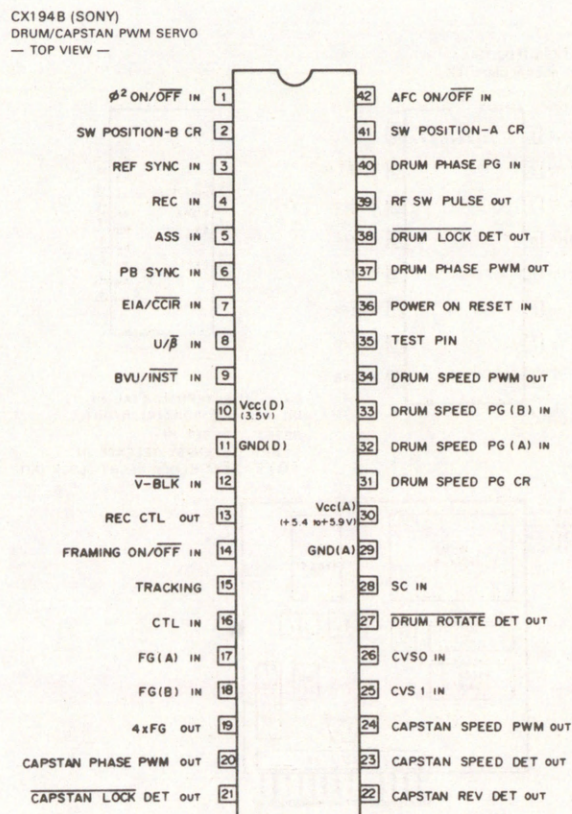 CX194B (SONY)
DRUM/CAPSTAN PWM SERVO
— TOP VIEW —
ø² ON/OFF IN 1
SW POSITION-B CR 2
REF SYNC IN 3
REC IN 4
ASS IN 5
PB SYNC IN 6
EIA/CCIR IN 7
U/β IN 8
BVU/INST IN 9
10 Vcc(D)
(3.5V)
11 GND(D)
V-BLK IN 12
REC CTL OUT 13
FRAMING ON/OFF IN 14
TRACKING 15
CTL IN 16
FG(A) IN 17
FG(B) IN 18
4xFG OUT 19
CAPSTAN PHASE PWM OUT 20
CAPSTAN LOCK DET OUT 21
42 AFC ON/OFF IN
41 SW POSITION-A CR
40 DRUM PHASE PG IN
39 RF SW PULSE OUT
38 DRUM LOCK DET OUT
37 DRUM PHASE PWM OUT
36 POWER ON RESET IN
35 TEST PIN
34 DRUM SPEED PWM OUT
33 DRUM SPEED PG (B) IN
32 DRUM SPEED PG (A) IN
31 DRUM SPEED PG CR
Vcc(A) 30
(+5.4 to+5.9V)
GND(A) 29
28 SC IN
27 DRUM ROTATE DET OUT
26 CVS0 IN
25 CVS 1 IN
24 CAPSTAN SPEED PWM OUT
23 CAPSTAN SPEED DET OUT
22 CAPSTAN REV DET OUT